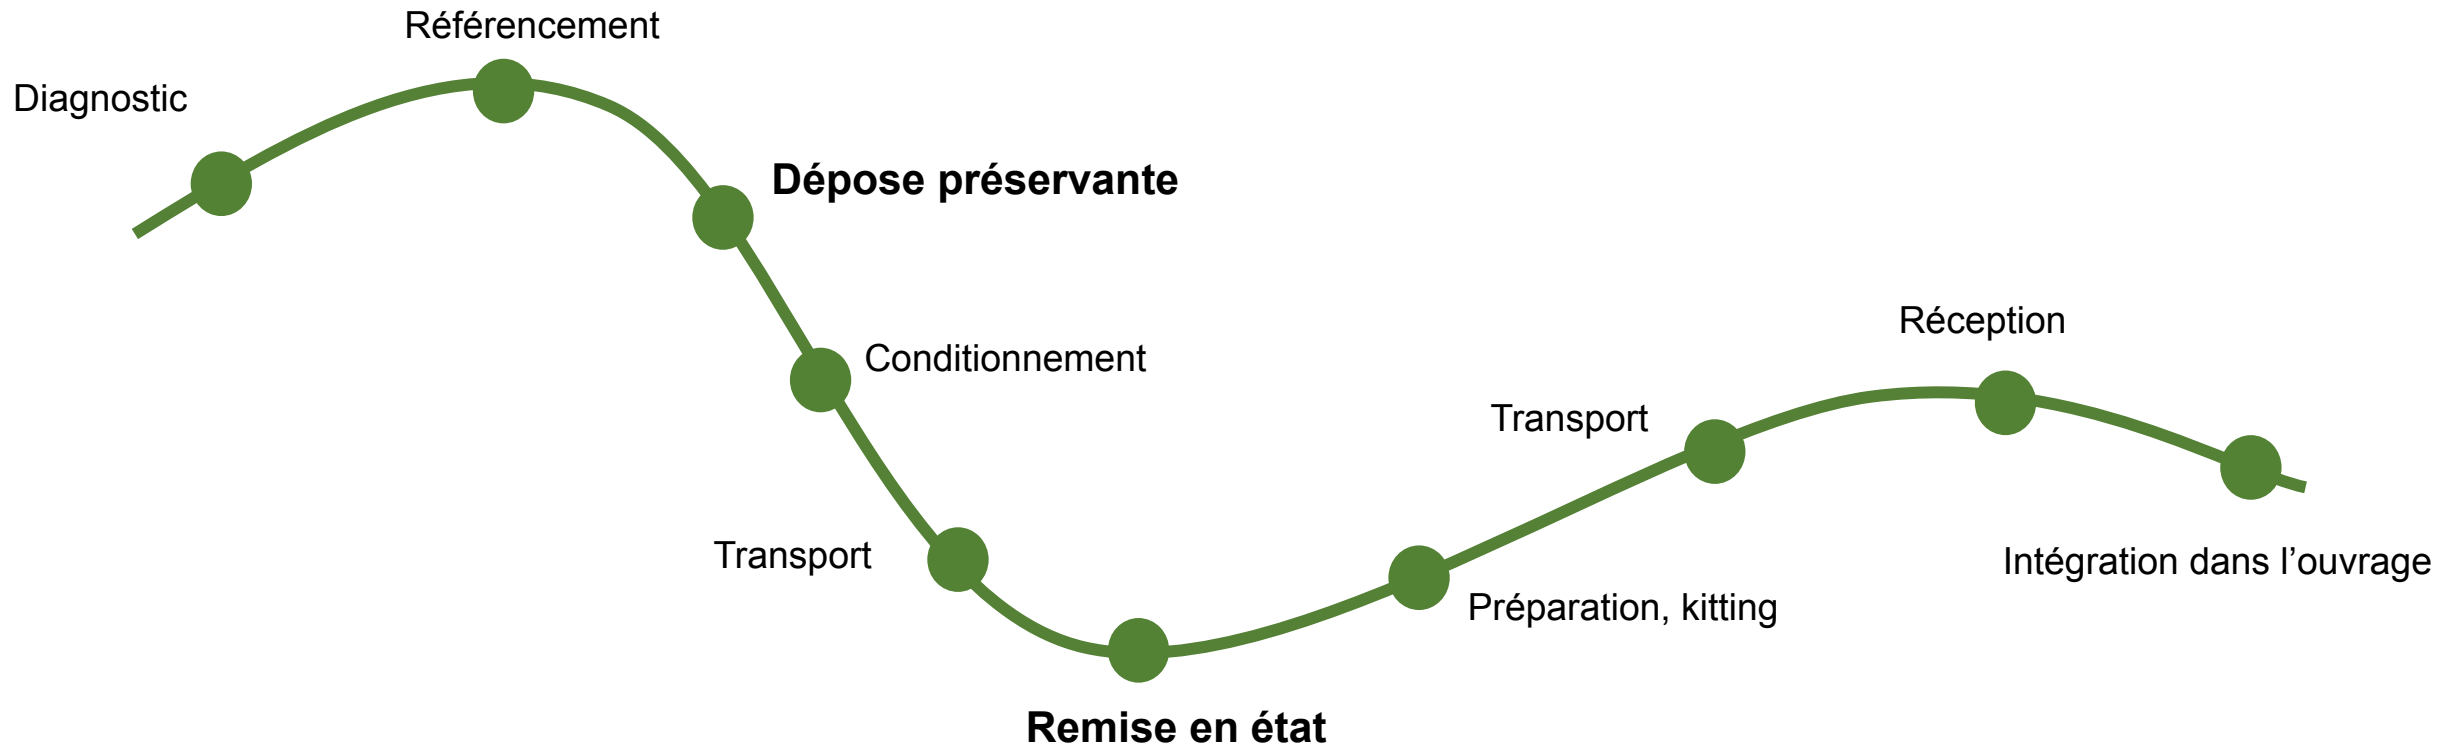 Diagnostic
Référencement
Dépose préservante
Conditionnement
Transport
Remise en état
Préparation, kitting
Transport
Réception
Intégration dans l’ouvrage